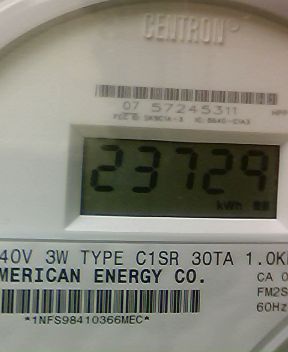 CENTRON®
07 57245311
23729
kWh
40V 3W TYPE C1SR 30TA 1.0K
MERICAN ENERGY CO.
CA 0
FM2S
60Hz
*1NFS98410366MEC*